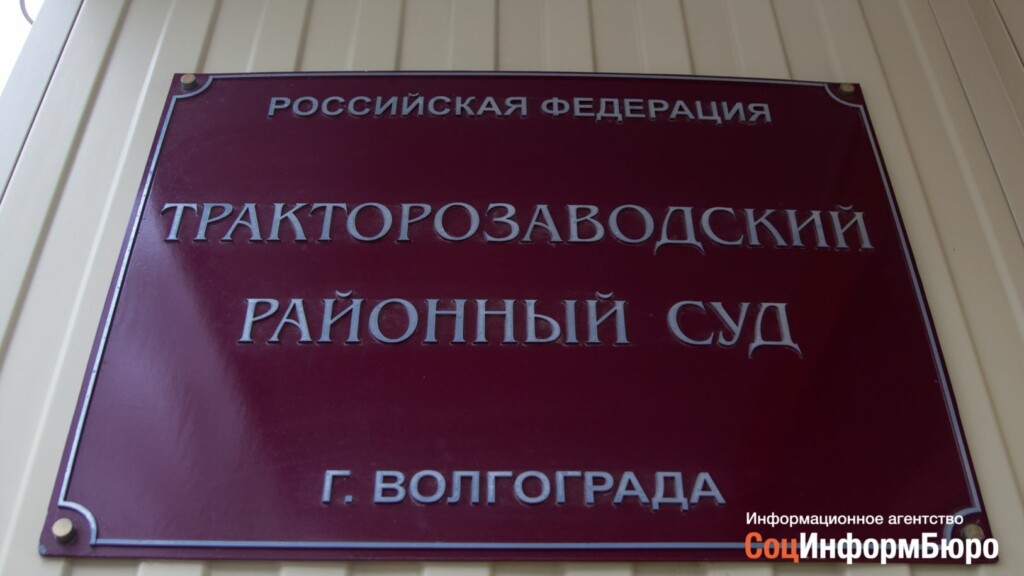 РОССИЙСКАЯ ФЕДЕРАЦИЯ
ТРАКТОРОЗАВОДСКИЙ
РАЙОННЫЙ СУД
Г. ВОЛГОГРАДА
Информационное агентство
СоцИнформБюро